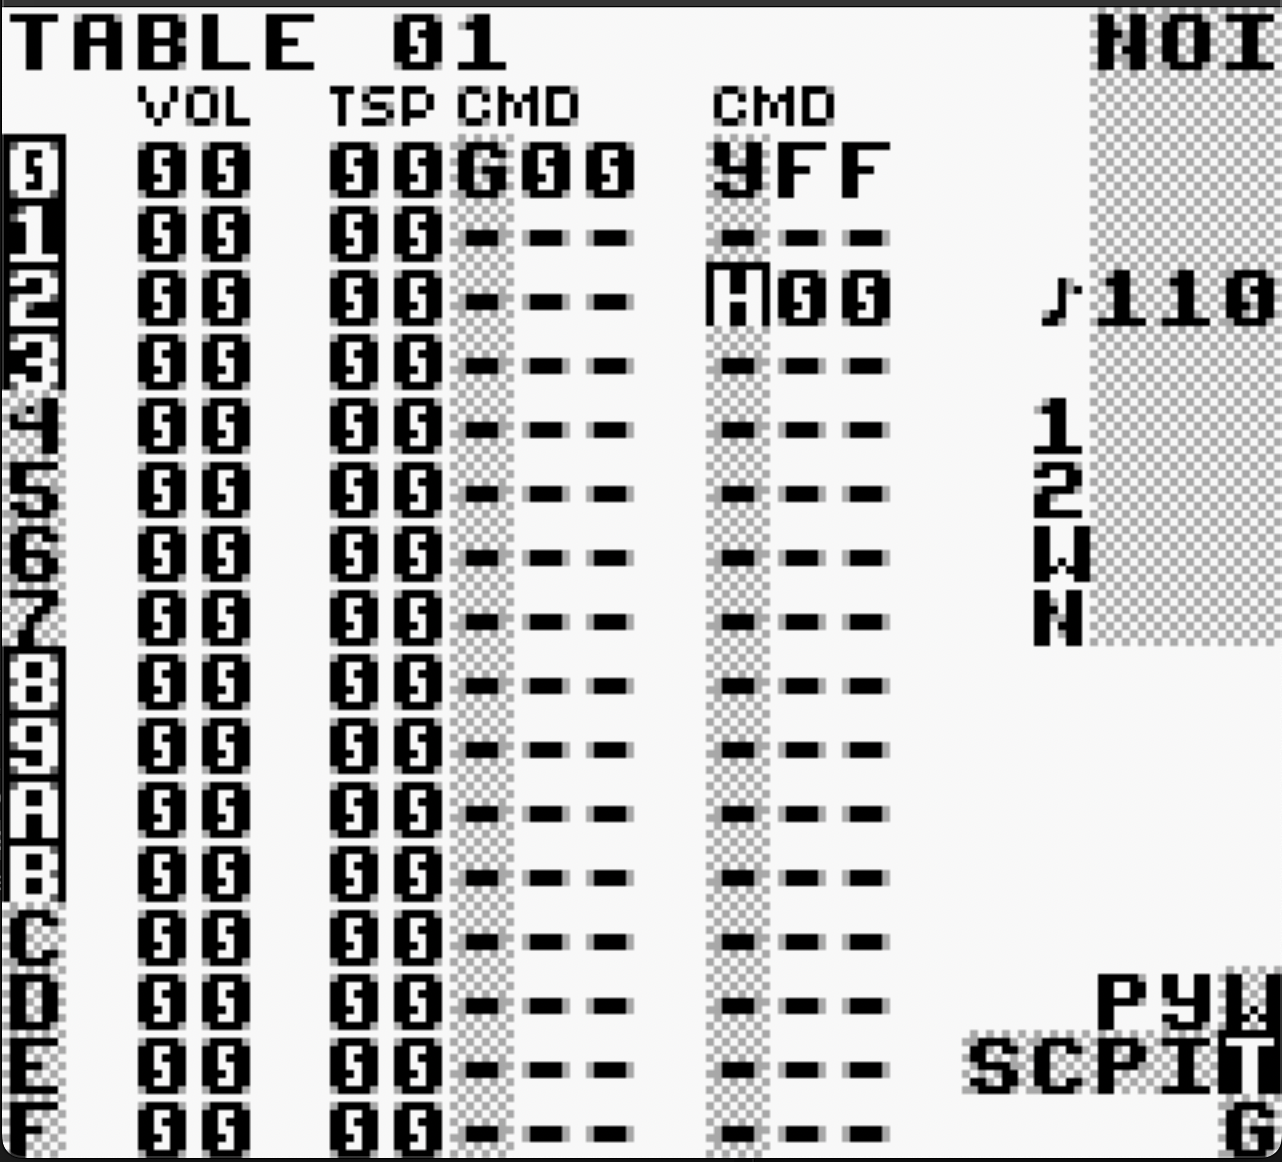 TABLE 01 NOI
VOL TSP CMD CMD
0 00 00 G00 YFF
1 00 00 --- ---
2 00 00 --- H00 ♪110
3 00 00 --- ---
4 00 00 --- --- 1
5 00 00 --- --- 2
6 00 00 --- --- W
7 00 00 --- --- N
8 00 00 --- ---
9 00 00 --- ---
A 00 00 --- ---
B 00 00 --- ---
C 00 00 --- ---
D 00 00 --- --- PYW
E 00 00 --- --- SCPIT
F 00 00 --- --- G